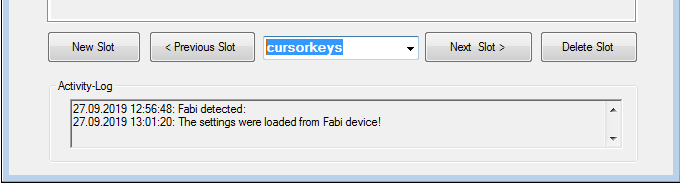 New Slot
< Previous Slot
cursorkeys
Next Slot >
Delete Slot
Activity-Log
27.09.2019 12:56:48: Fabi detected:
27.09.2019 13:01:20: The settings were loaded from Fabi device!